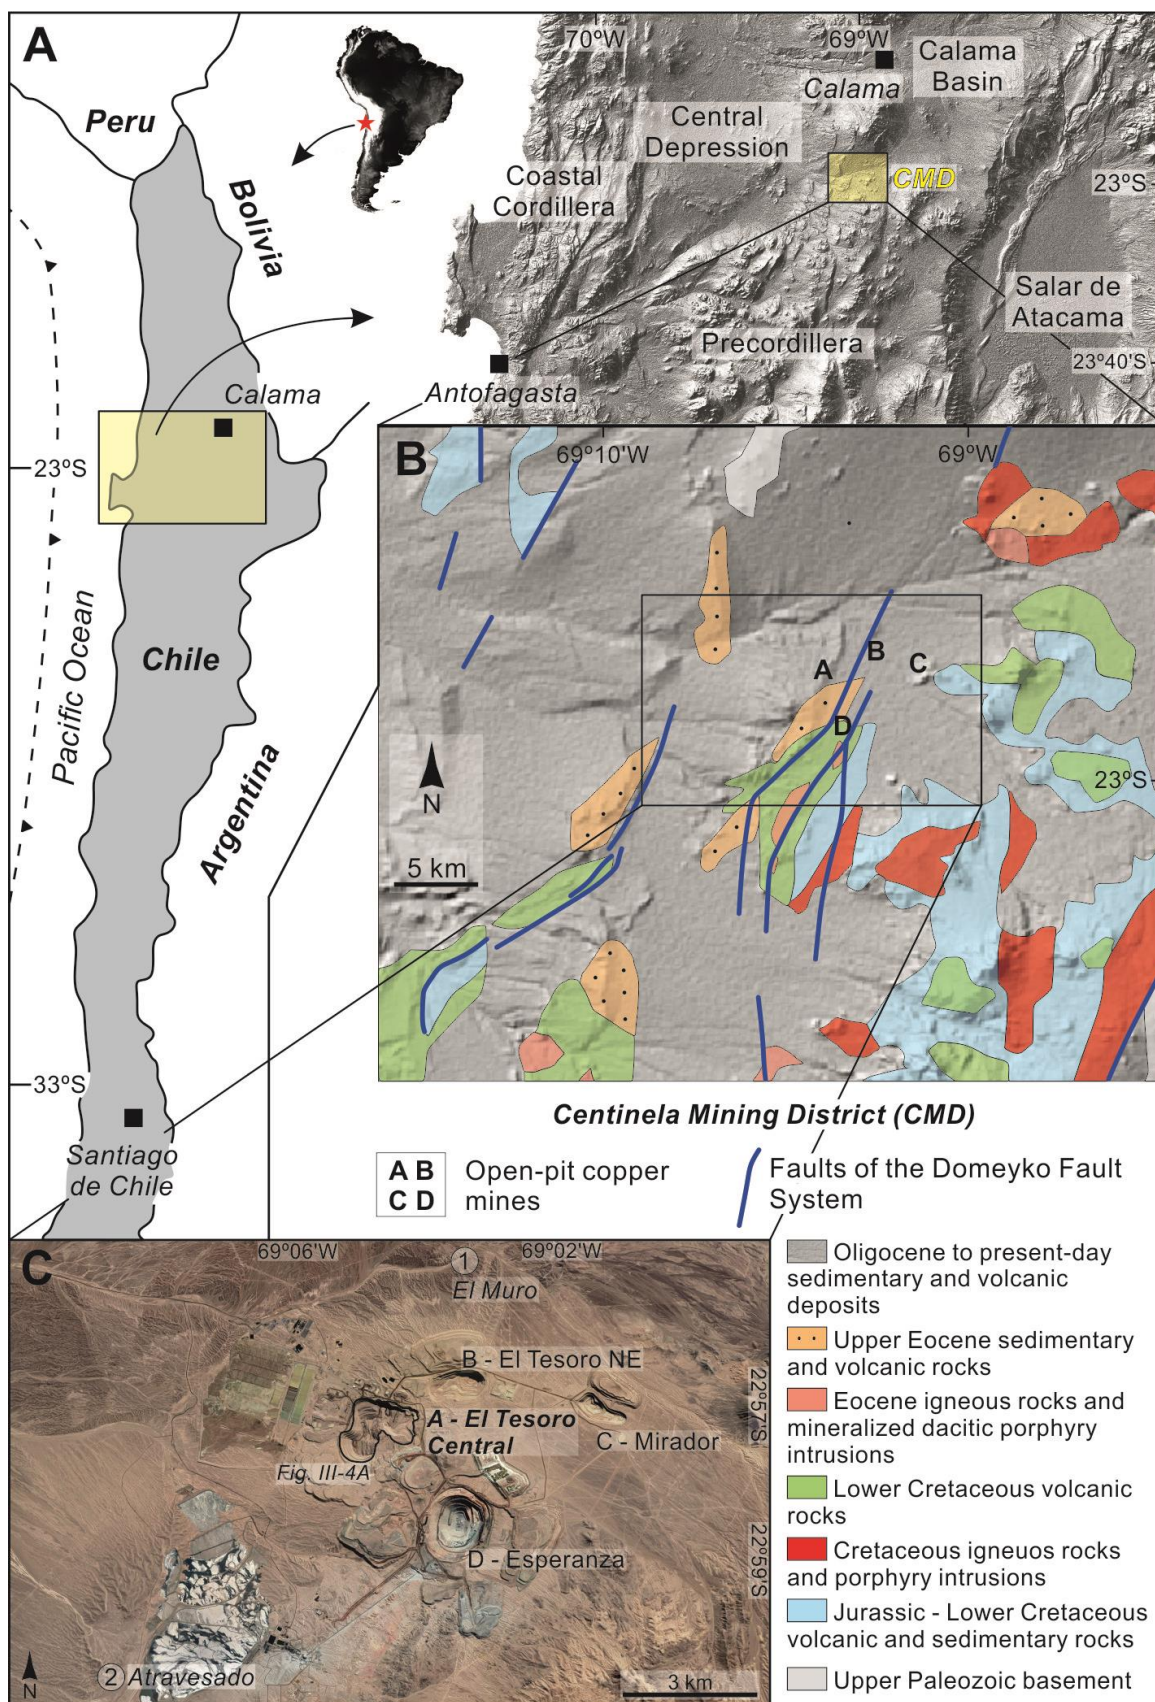 A
Peru
Bolivia
Pacific Ocean
Calama
23ºS
Chile
Argentina
33ºS
Santiago
de Chile
70ºW
69ºW
Calama
Calama
Basin
Central
Depression
Coastal
Cordillera
CMD
23ºS
Salar de
Atacama
Precordillera
23º40'S
Antofagasta
B
69º10'W
69ºW
A
B
C
D
23ºS
N
5 km
Centinela Mining District (CMD)
A B
C D
Open-pit copper
mines
Faults of the Domeyko Fault
System
Oligocene to present-day
sedimentary and volcanic
deposits
Upper Eocene sedimentary
and volcanic rocks
Eocene igneous rocks and
mineralized dacitic porphyry
intrusions
Lower Cretaceous volcanic
rocks
Cretaceous igneuos rocks
and porphyry intrusions
Jurassic - Lower Cretaceous
volcanic and sedimentary rocks
Upper Paleozoic basement
C
69º06'W
69º02'W
1
El Muro
B - El Tesoro NE
A - El Tesoro
Central
C - Mirador
22º57'S
Fig. III-4A
D - Esperanza
22º59'S
2 Atravesado
N
3 km